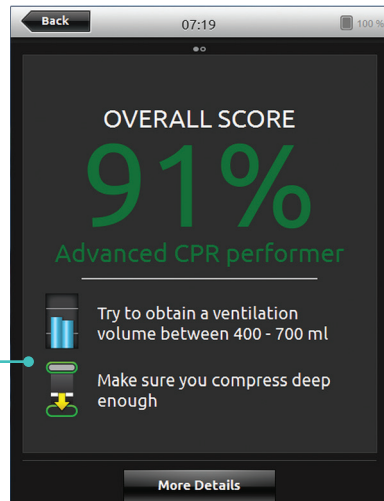 Back
07:19
100 %
OVERALL SCORE
91%
Advanced CPR performer
Try to obtain a ventilation
volume between 400 - 700 ml
Make sure you compress deep
enough
More Details